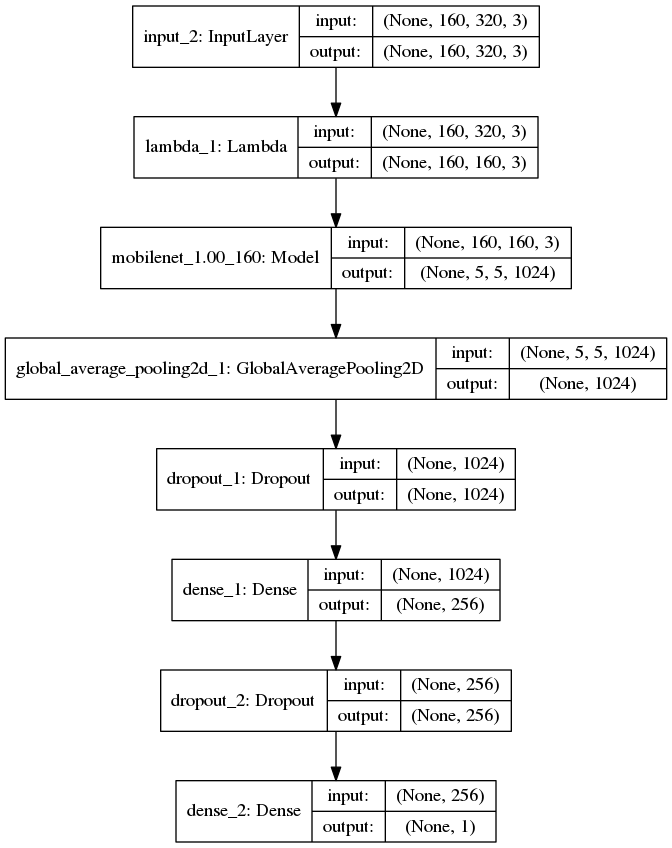 input_2: InputLayer
input: (None, 160, 320, 3)
output: (None, 160, 320, 3)
lambda_1: Lambda
input: (None, 160, 320, 3)
output: (None, 160, 160, 3)
mobilenet_1.00_160: Model
input: (None, 160, 160, 3)
output: (None, 5, 5, 1024)
global_average_pooling2d_1: GlobalAveragePooling2D
input: (None, 5, 5, 1024)
output: (None, 1024)
dropout_1: Dropout
input: (None, 1024)
output: (None, 1024)
dense_1: Dense
input: (None, 1024)
output: (None, 256)
dropout_2: Dropout
input: (None, 256)
output: (None, 256)
dense_2: Dense
input: (None, 256)
output: (None, 1)